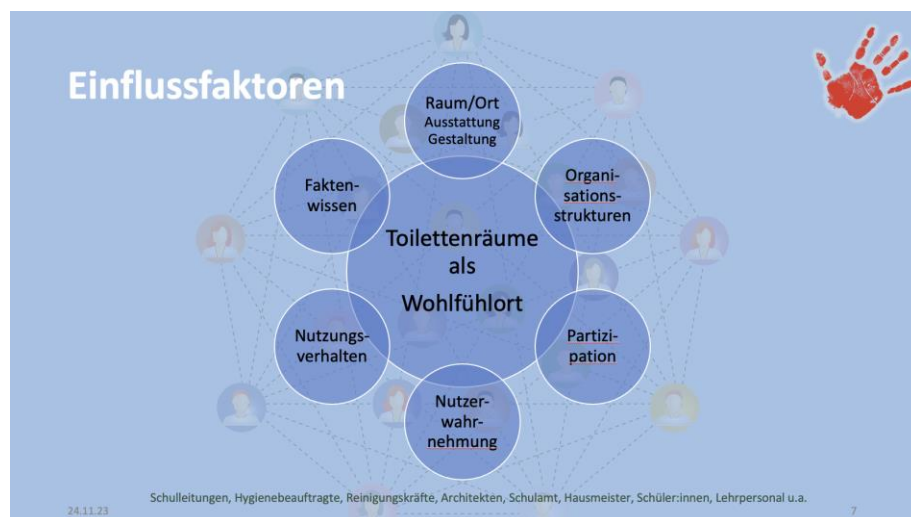 Einflussfaktoren
Raum/Ort
Ausstattung
Gestaltung
Organi-
sations-
strukturen
Partizi-
pation
Nutzer-
wahr-
nehmung
Nutzungs-
verhalten
Fakten-
wissen
Toilettenräume
als
Wohlfühlort
Schulleitungen, Hygienebeauftragte, Reinigungskräfte, Architekten, Schulamt, Hausmeister, Schüler:innen, Lehrpersonal u.a.
24.11.23
7